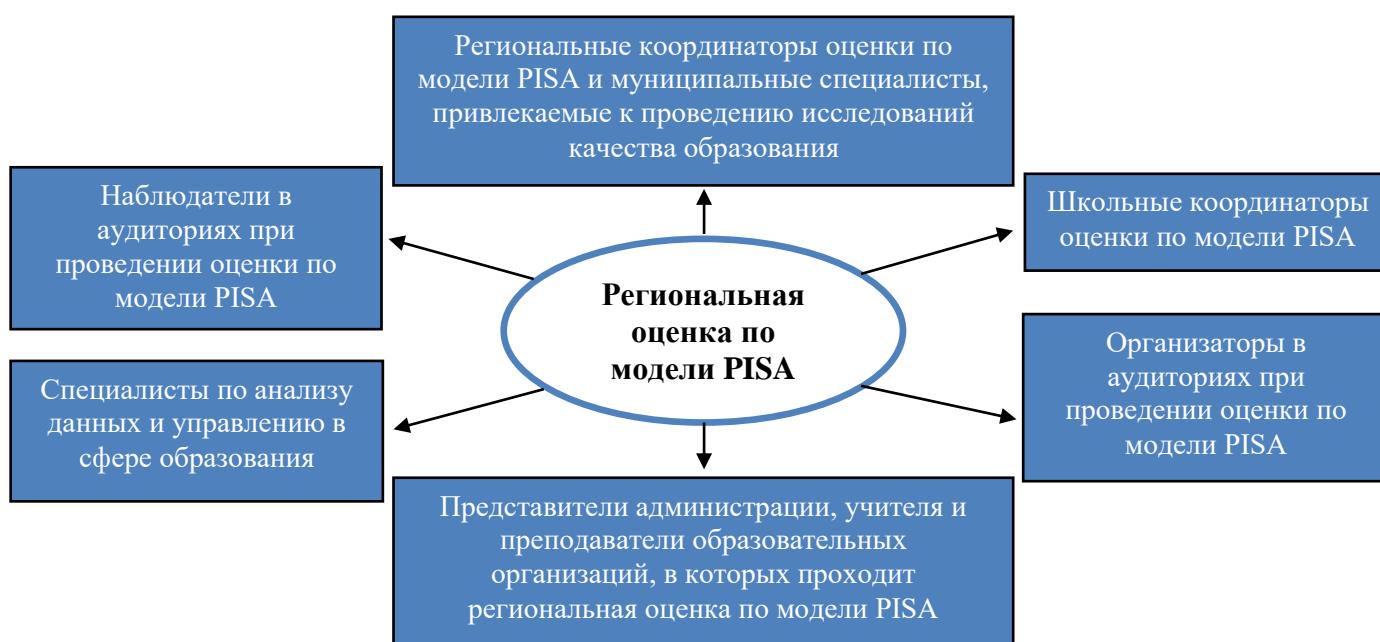 Региональные координаторы оценки по
модели PISA и муниципальные специалисты,
привлекаемые к проведению исследований
качества образования
Наблюдатели в
аудиториях при
проведении оценки по
модели PISA
Школьные координаторы
оценки по модели PISA
Региональная
оценка по
модели PISA
Специалисты по анализу
данных и управлению в
сфере образования
Организаторы в
аудиториях при
проведении оценки по
модели PISA
Представители администрации, учителя и
преподаватели образовательных
организаций, в которых проходит
региональная оценка по модели PISA